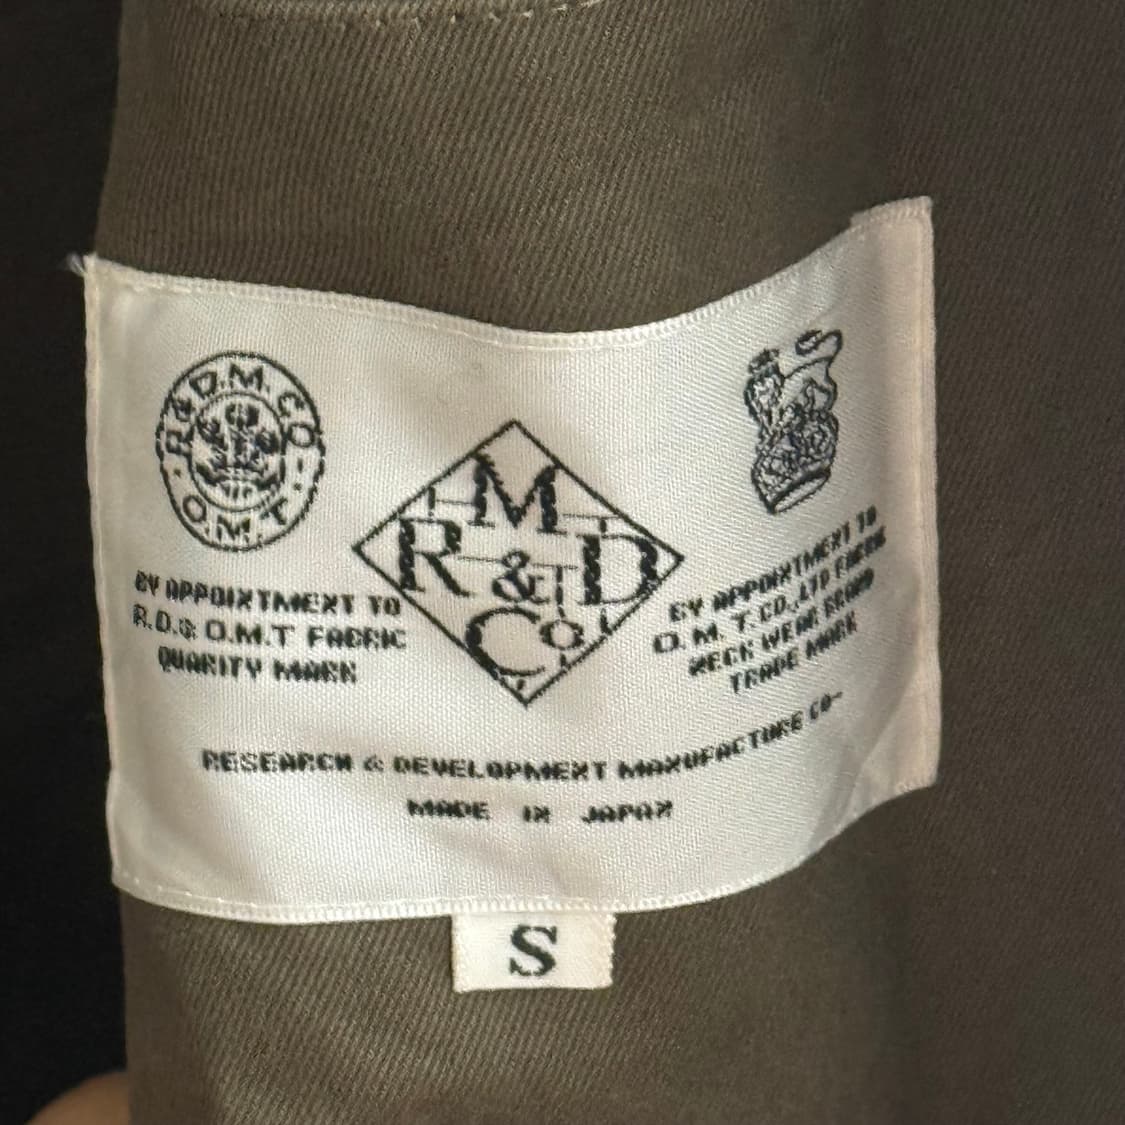 R.&D.M.CO
O.M.T
BY APPOINTMENT TO
R.D.& O.M.T FABRIC
QUARITY MARK
M
R & D
Co
BY APPOINTMENT TO
O. M. T. CO., LTD FABRIC
NECK WEAR BRAND
TRADE MARK
RESEARCH & DEVELOPMENT MANUFACTURE CO-
MADE IN JAPAN
S